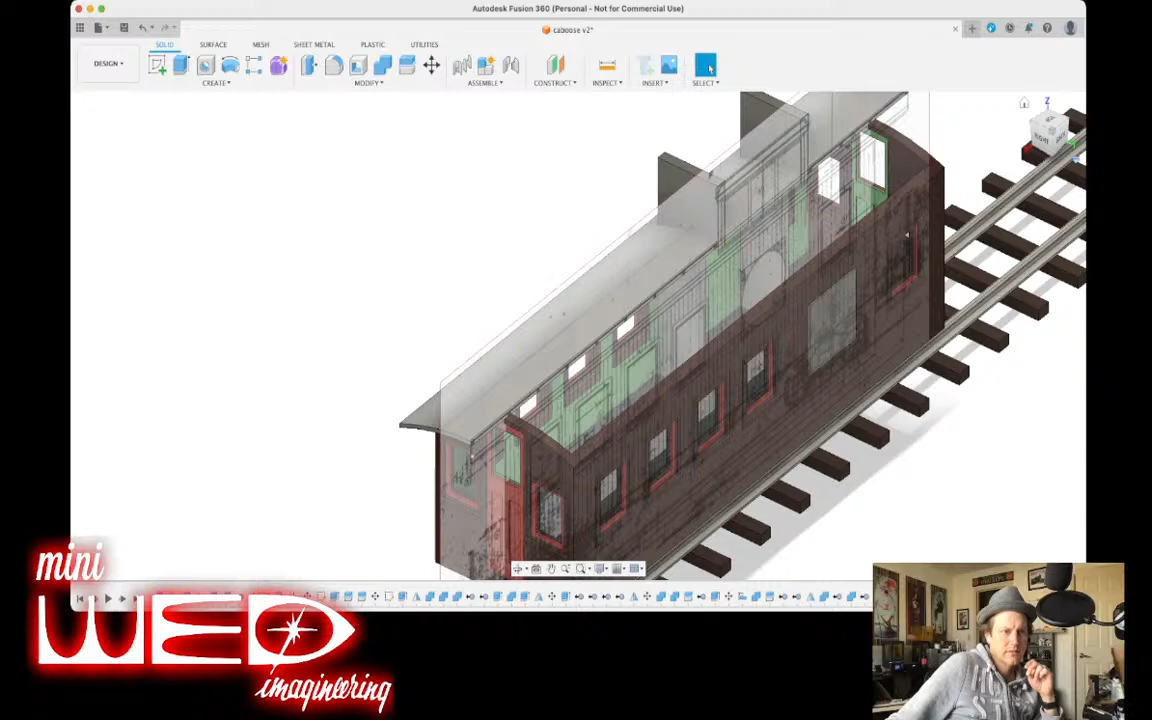 Autodesk Fusion 360 (Personal - Not for Commercial Use)
caboose v2*
SOLID
SURFACE
MESH
SHEET METAL
PLASTIC
UTILITIES
DESIGN
CREATE
MODIFY
ASSEMBLE
CONSTRUCT
INSPECT
INSERT
SELECT
Z
RIGHT
mini
WED
imagineering